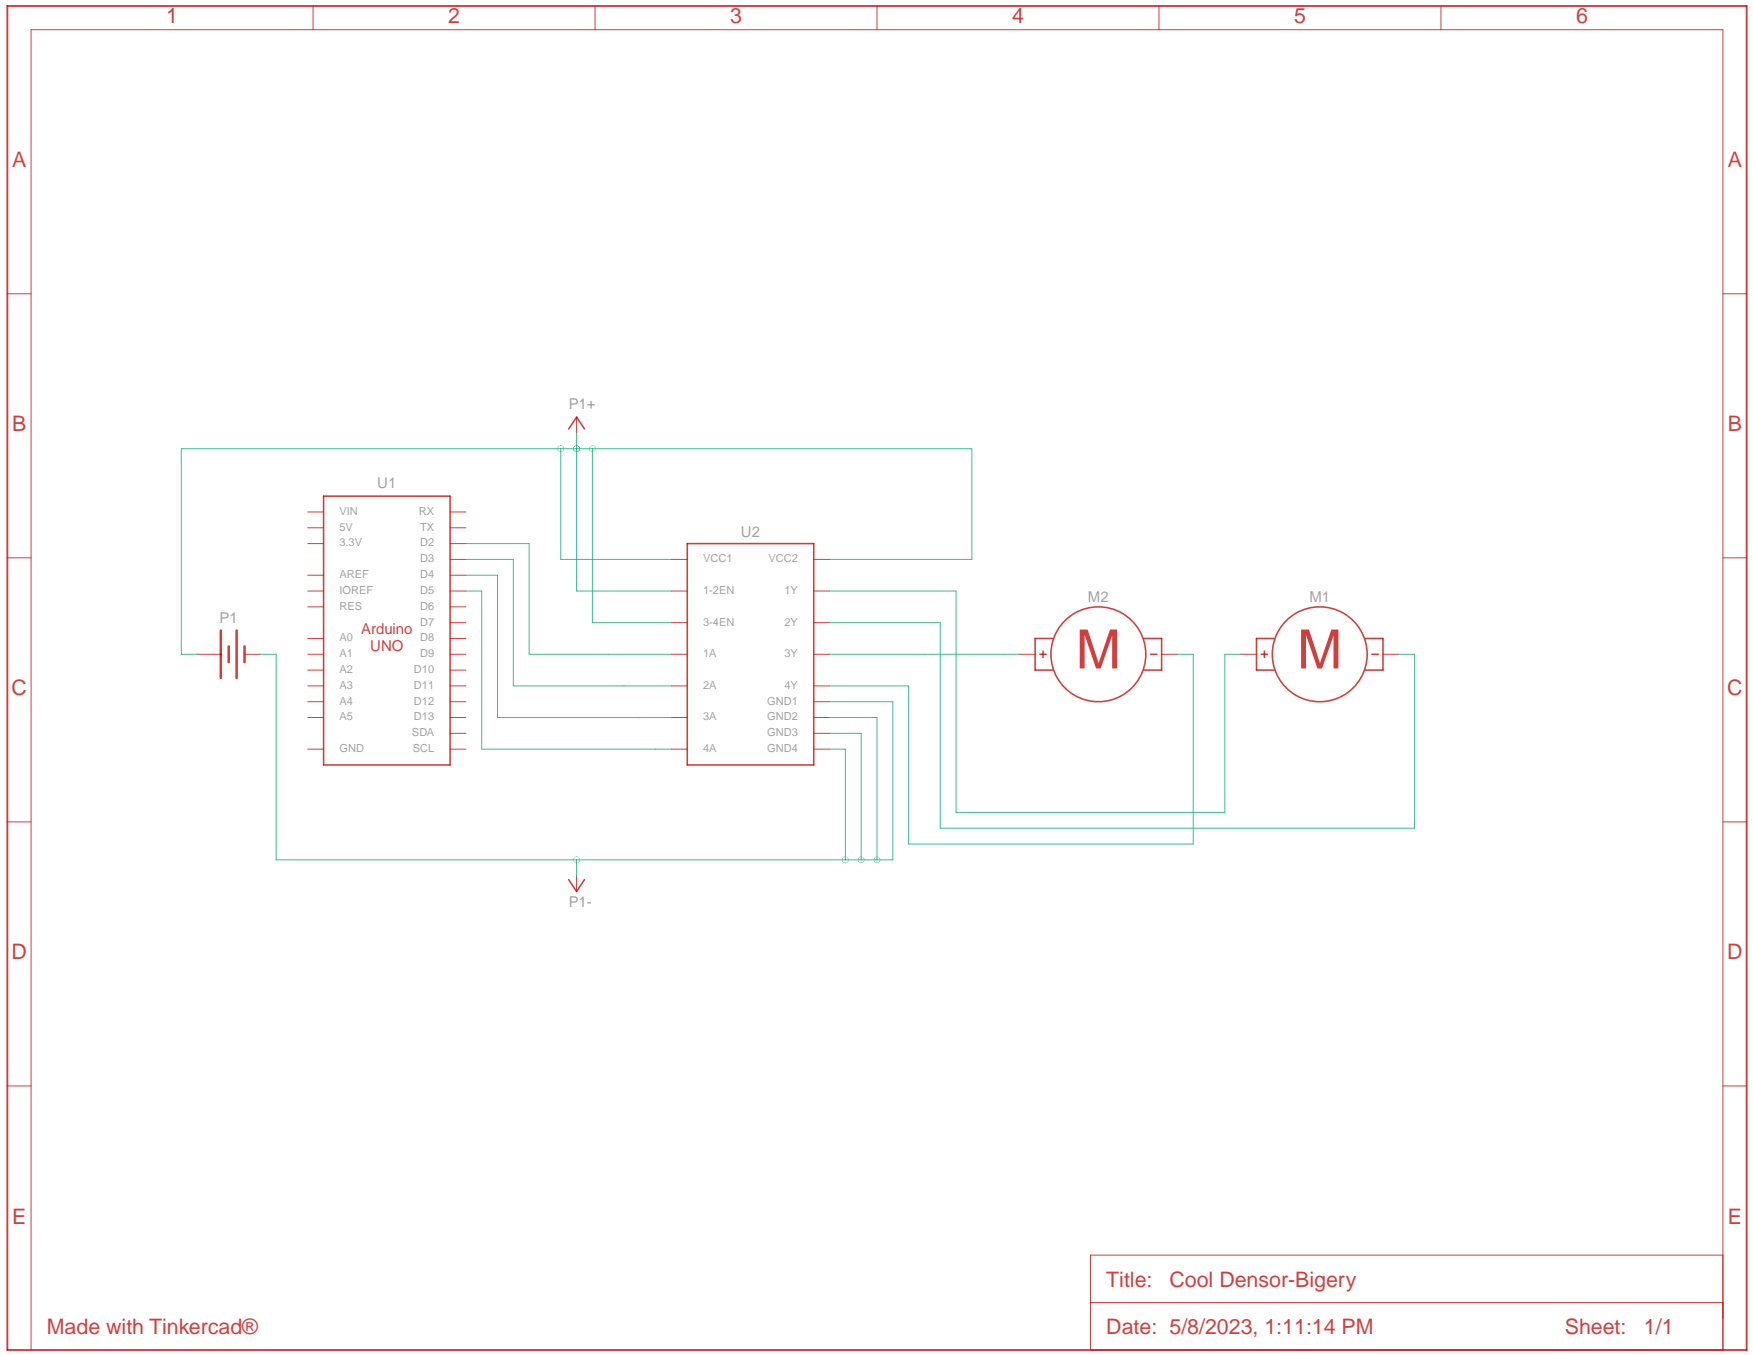 1 2 3 4 5 6
A A
B B
C C
D D
E E
P1+
U1
VIN RX
5V TX
3.3V D2
D3
AREF D4
IOREF D5
RES D6
D7
A0 D8
A1 D9
A2 D10
A3 D11
A4 D12
A5 D13
SDA
GND SCL
Arduino
UNO
P1
U2
VCC1 VCC2
1-2EN 1Y
3-4EN 2Y
1A 3Y
2A 4Y
GND1
3A GND2
GND3
4A GND4
M2
+ M -
M1
+ M -
P1-
Title: Cool Densor-Bigery
Date: 5/8/2023, 1:11:14 PM Sheet: 1/1
Made with Tinkercad®